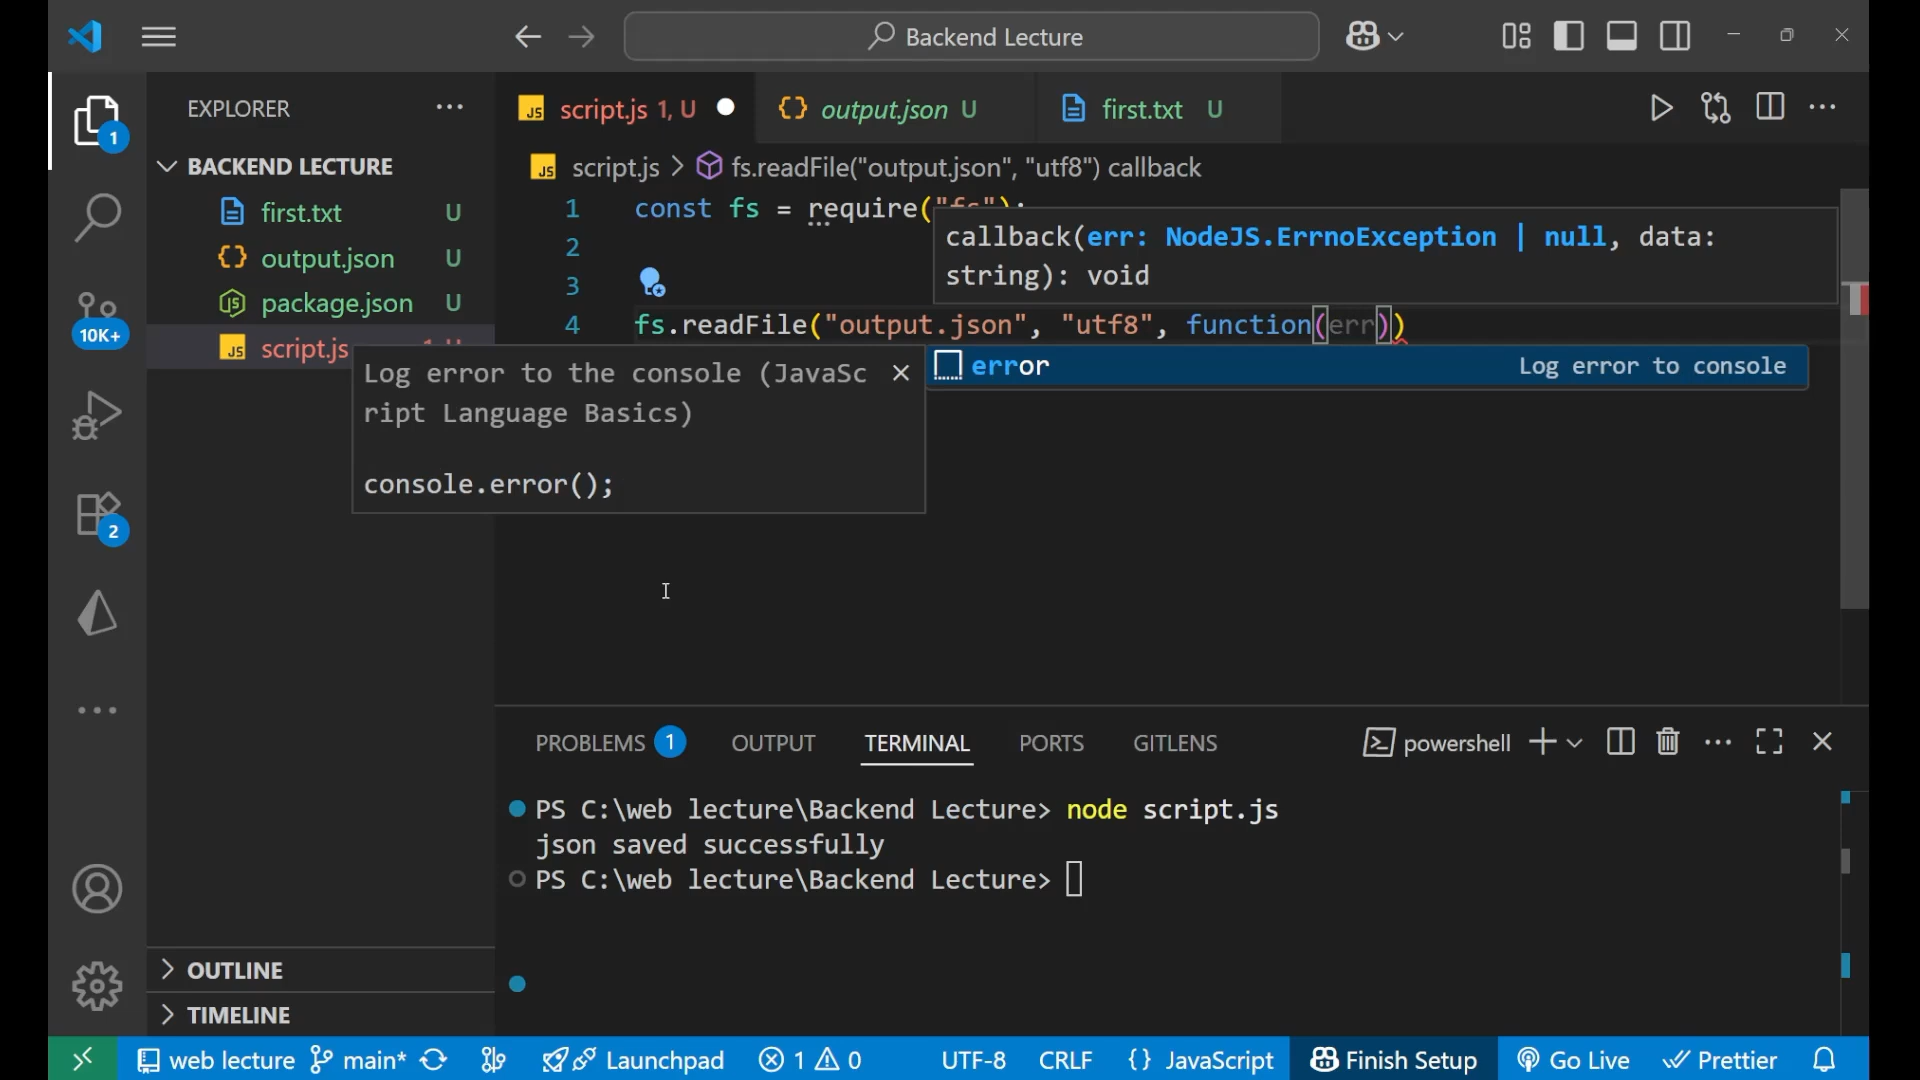 Backend Lecture
EXPLORER
BACKEND LECTURE
first.txt U
output.json U
package.json U
script.js
1
10K+
2
OUTLINE
TIMELINE
script.js 1, U
output.json U
first.txt U
script.js > fs.readFile("output.json", "utf8") callback
1 const fs = require("fs");
2
3
4 fs.readFile("output.json", "utf8", function(err))
callback(err: NodeJS.ErrnoException | null, data:
string): void
error Log error to console
Log error to the console (JavaSc
ript Language Basics)
console.error();
PROBLEMS 1 OUTPUT TERMINAL PORTS GITLENS powershell
PS C:\web lecture\Backend Lecture> node script.js
json saved successfully
PS C:\web lecture\Backend Lecture>
web lecture main* Launchpad 1 0 UTF-8 CRLF {} JavaScript Finish Setup Go Live Prettier